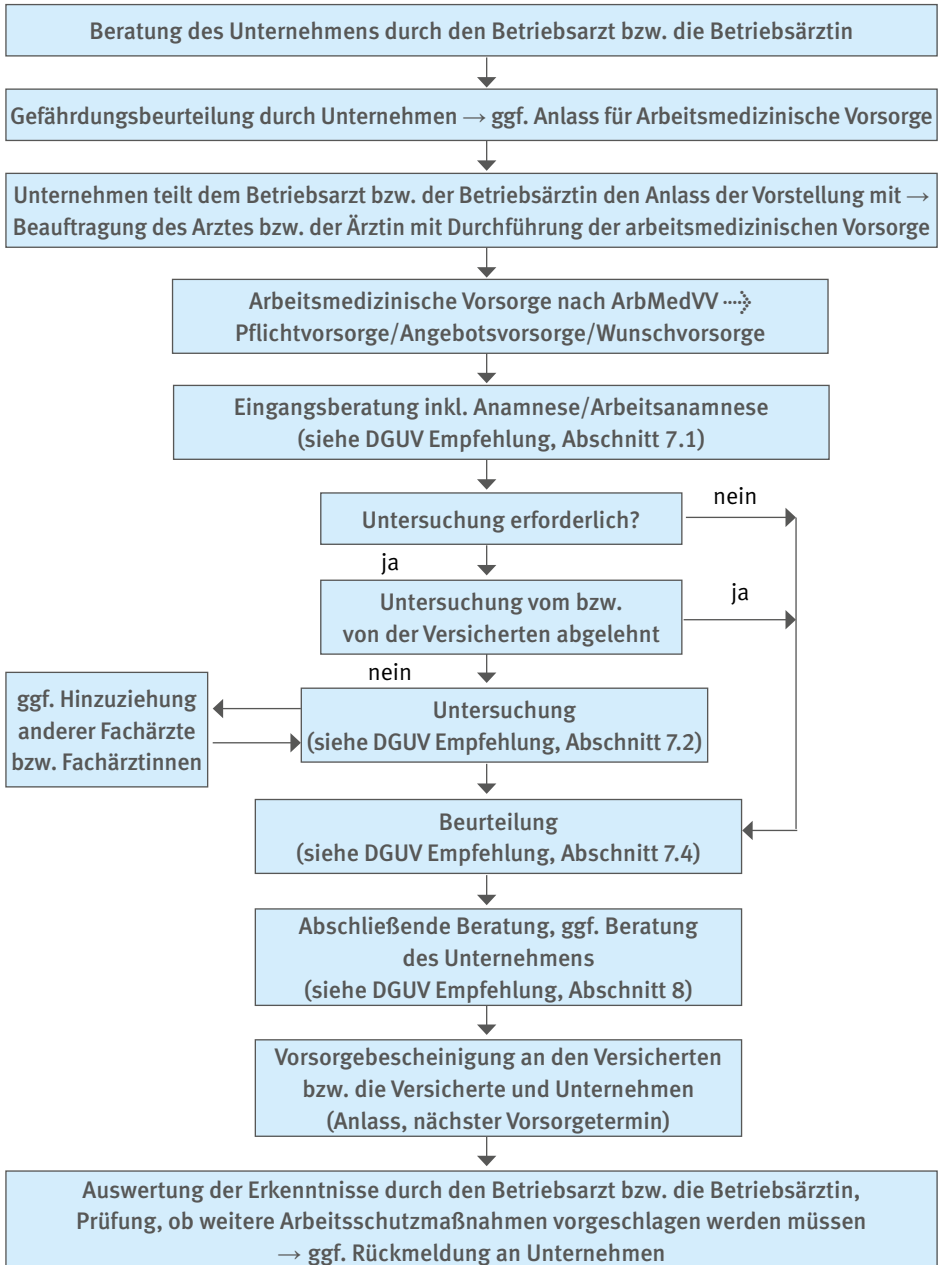 Beratung des Unternehmens durch den Betriebsarzt bzw. die Betriebsärztin
Gefährdungsbeurteilung durch Unternehmen → ggf. Anlass für Arbeitsmedizinische Vorsorge
Unternehmen teilt dem Betriebsarzt bzw. der Betriebsärztin den Anlass der Vorstellung mit →
Beauftragung des Arztes bzw. der Ärztin mit Durchführung der arbeitsmedizinischen Vorsorge
Arbeitsmedizinische Vorsorge nach ArbMedVV ⤑
Pflichtvorsorge/Angebotsvorsorge/Wunschvorsorge
Eingangsberatung inkl. Anamnese/Arbeitsanamnese
(siehe DGUV Empfehlung, Abschnitt 7.1)
Untersuchung erforderlich?
nein
ja
Untersuchung vom bzw.
von der Versicherten abgelehnt
ja
nein
Untersuchung
(siehe DGUV Empfehlung, Abschnitt 7.2)
ggf. Hinzuziehung
anderer Fachärzte
bzw. Fachärztinnen
Beurteilung
(siehe DGUV Empfehlung, Abschnitt 7.4)
Abschließende Beratung, ggf. Beratung
des Unternehmens
(siehe DGUV Empfehlung, Abschnitt 8)
Vorsorgebescheinigung an den Versicherten
bzw. die Versicherte und Unternehmen
(Anlass, nächster Vorsorgetermin)
Auswertung der Erkenntnisse durch den Betriebsarzt bzw. die Betriebsärztin,
Prüfung, ob weitere Arbeitsschutzmaßnahmen vorgeschlagen werden müssen
→ ggf. Rückmeldung an Unternehmen